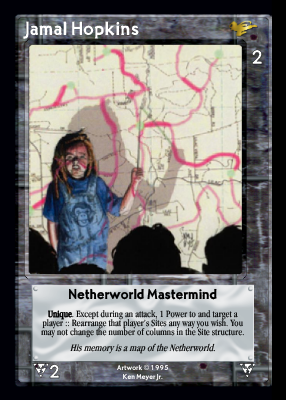 Jamal Hopkins
2
Netherworld Mastermind
Unique. Except during an attack, 1 Power to and target a
player :: Rearrange that player's Sites any way you wish. You
may not change the number of columns in the Site structure.
His memory is a map of the Netherworld.
2
Artwork © 1995
Ken Meyer Jr.